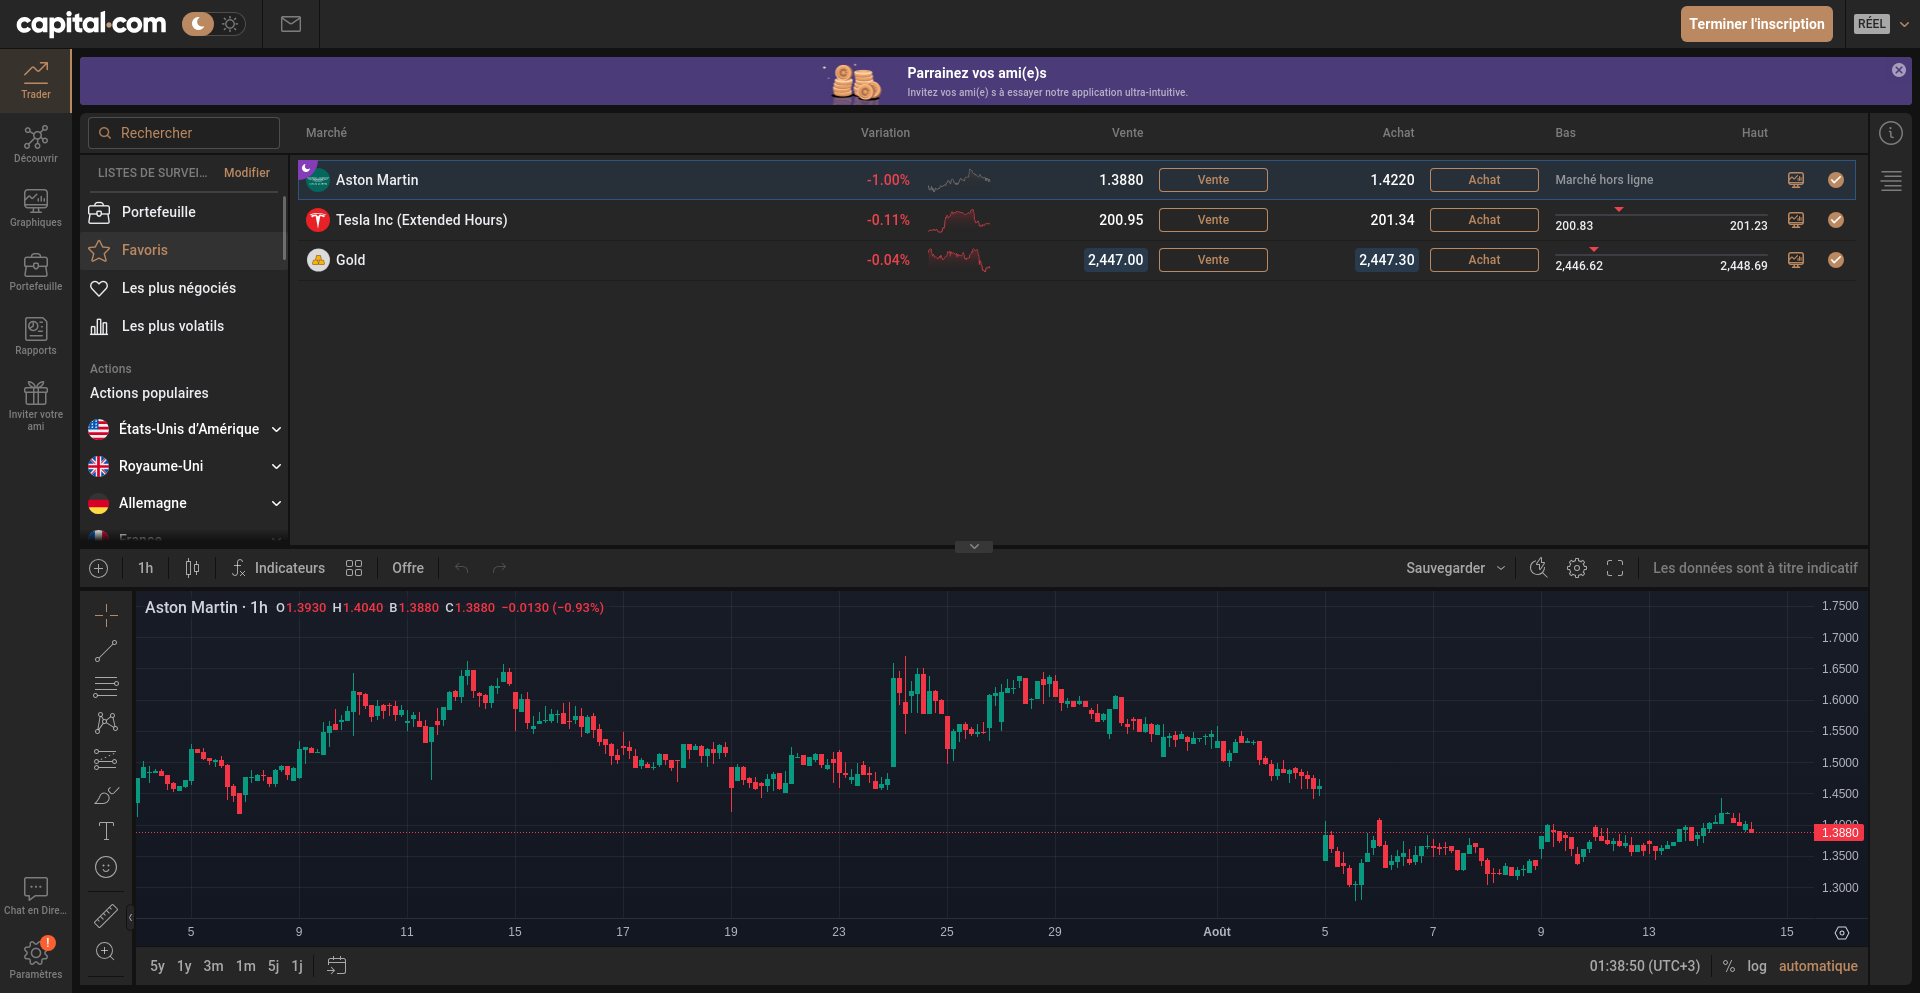 capital.com
Terminer l'inscription
RÉEL
Parrainez vos ami(e)s
Invitez vos ami(e) s à essayer notre application ultra-intuitive.
Trader
Découvrir
Graphiques
Portefeuille
Rapports
Inviter votre
ami
Chat en Dire...
Paramètres
Rechercher
LISTES DE SURVEI... Modifier
Portefeuille
Favoris
Les plus négociés
Les plus volatils
Actions
Actions populaires
États-Unis d'Amérique
Royaume-Uni
Allemagne
France
Marché Variation Vente Achat Bas Haut
Aston Martin -1.00% 1.3880 Vente 1.4220 Achat Marché hors ligne
Tesla Inc (Extended Hours) -0.11% 200.95 Vente 201.34 Achat 200.83 201.23
Gold -0.04% 2,447.00 Vente 2,447.30 Achat 2,446.62 2,448.69
1h Indicateurs Offre Sauvegarder Les données sont à titre indicatif
Aston Martin · 1h O1.3930 H1.4040 B1.3880 C1.3880 −0.0130 (−0.93%)
1.7500
1.7000
1.6500
1.6000
1.5500
1.5000
1.4500
1.4000
1.3880
1.3500
1.3000
5 9 11 15 17 19 23 25 29 Août 5 7 9 13 15
5y 1y 3m 1m 5j 1j 01:38:50 (UTC+3) % log automatique